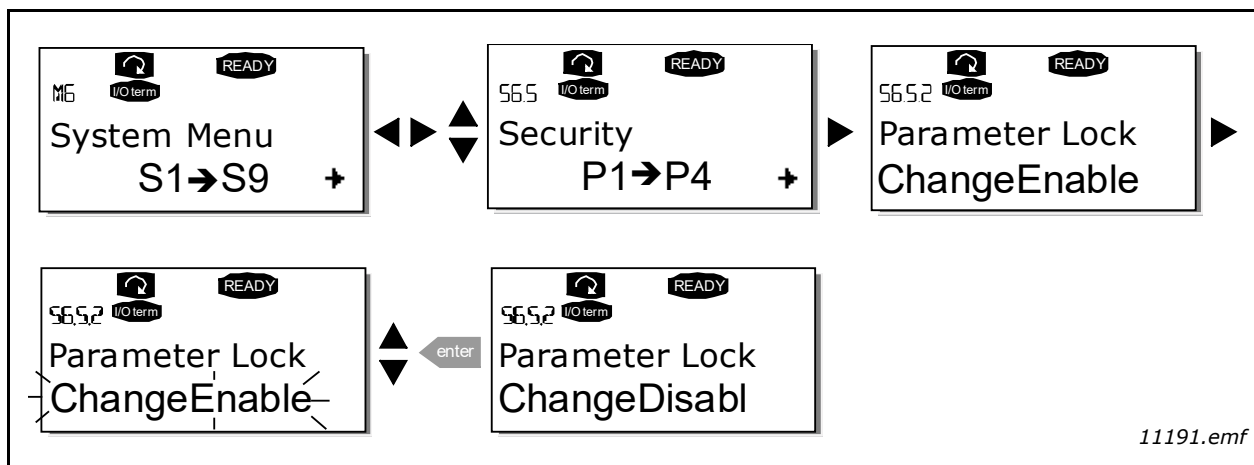 READY
M6 I/O term
System Menu
S1➔S9
READY
S6.5 I/O term
Security
P1➔P4
READY
S6.5.2 I/O term
Parameter Lock
ChangeEnable
READY
S6.5.2 I/O term
Parameter Lock
ChangeEnable
enter
READY
S6.5.2 I/O term
Parameter Lock
ChangeDisabl
11191.emf